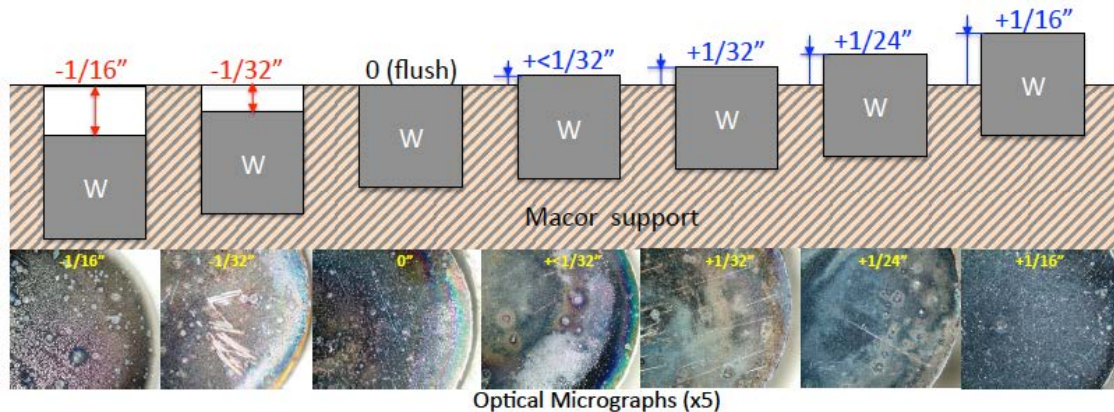 -1/16” -1/32” 0 (flush) +<1/32” +1/32” +1/24” +1/16”
W W W W W W W
Macor support
-1/16” -1/32” 0” +<1/32” +1/32” +1/24” +1/16”
Optical Micrographs (x5)